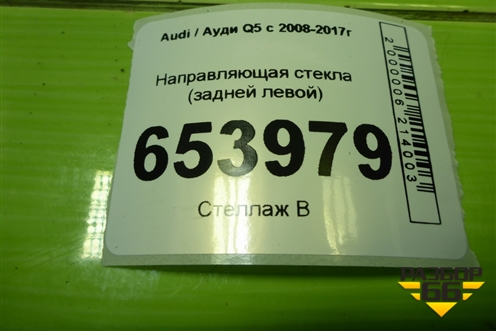 Audi / Ауди Q5 с 2008-2017г
Направляющая стекла
(задней левой)
653979
Стеллаж В
2000006214003
РАЗБОР
66